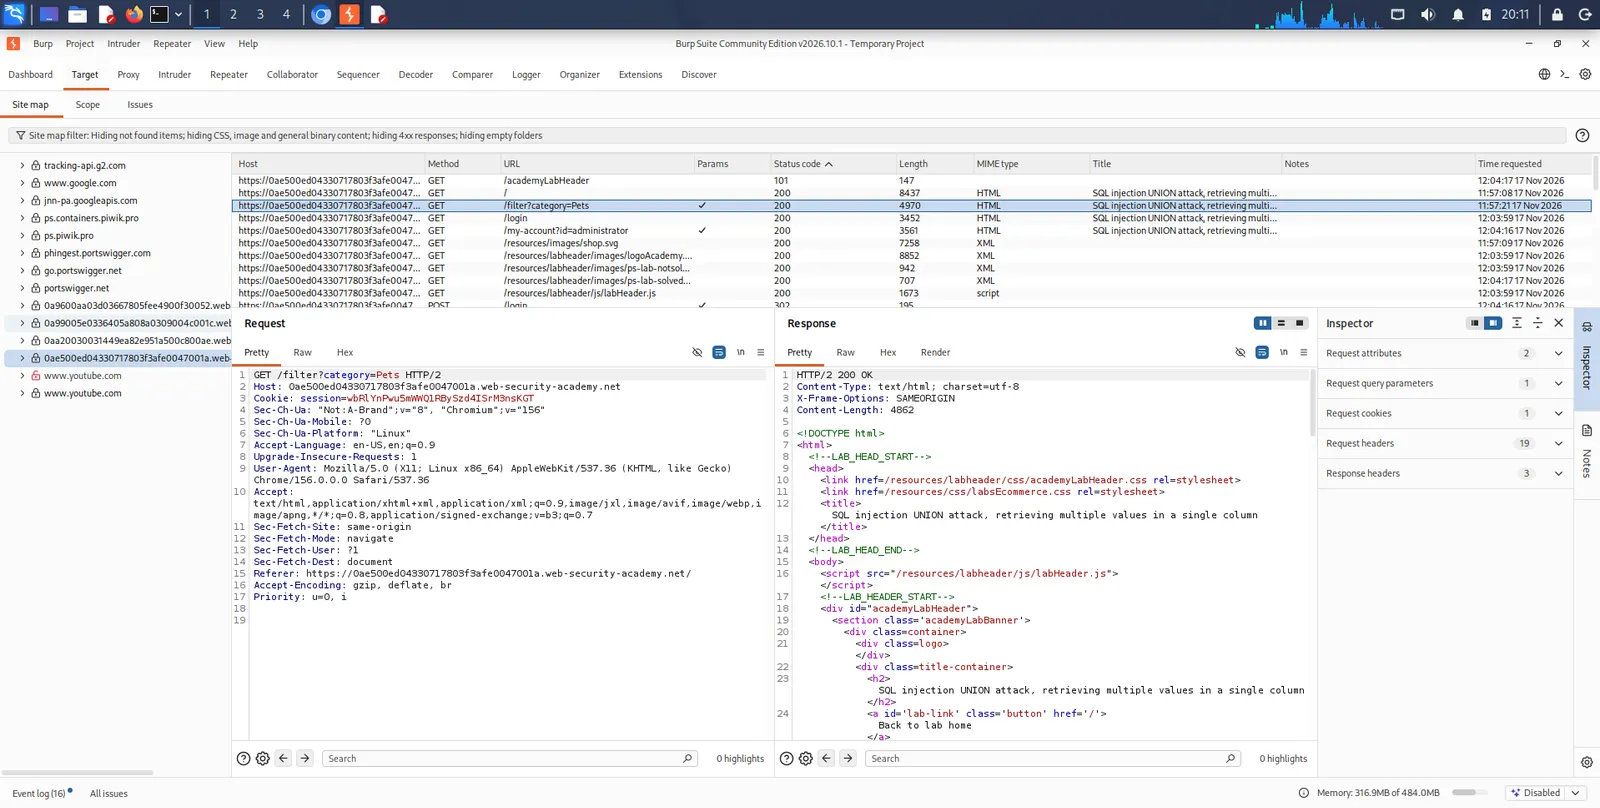 1 2 3 4 20:11
Burp Project Intruder Repeater View Help Burp Suite Community Edition v2026.10.1 - Temporary Project
Dashboard Target Proxy Intruder Repeater Collaborator Sequencer Decoder Comparer Logger Organizer Extensions Discover
Site map Scope Issues
Site map filter: Hiding not found items; hiding CSS, image and general binary content; hiding 4xx responses; hiding empty folders
tracking-api.g2.com
www.google.com
jnn-pa.googleapis.com
ps.containers.piwik.pro
ps.piwik.pro
phingest.portswigger.com
go.portswigger.net
portswigger.net
0a9600aa03d03667805fee4900f30052.web
0a99005e0336405a808a0309004c001c.web
0aa20030031449ea82e951a500c800ae.web
0ae500ed04330717803f3afe0047001a.web-
www.youtube.com
www.youtube.com
Host Method URL Params Status code Length MIME type Title Notes Time requested
https://0ae500ed04330717803f3afe0047... GET /academyLabHeader 101 147 12:04:17 17 Nov 2026
https://0ae500ed04330717803f3afe0047... GET / 200 8437 HTML SQL injection UNION attack, retrieving multi... 11:57:08 17 Nov 2026
https://0ae500ed04330717803f3afe0047... GET /filter?category=Pets ✓ 200 4970 HTML SQL injection UNION attack, retrieving multi... 11:57:21 17 Nov 2026
https://0ae500ed04330717803f3afe0047... GET /login 200 3452 HTML SQL injection UNION attack, retrieving multi... 12:03:59 17 Nov 2026
https://0ae500ed04330717803f3afe0047... GET /my-account?id=administrator ✓ 200 3561 HTML SQL injection UNION attack, retrieving multi... 12:04:16 17 Nov 2026
https://0ae500ed04330717803f3afe0047... GET /resources/images/shop.svg 200 7258 XML 11:57:09 17 Nov 2026
https://0ae500ed04330717803f3afe0047... GET /resources/labheader/images/logoAcademy.... 200 8852 XML 12:03:59 17 Nov 2026
https://0ae500ed04330717803f3afe0047... GET /resources/labheader/images/ps-lab-notsol... 200 942 XML 12:03:59 17 Nov 2026
https://0ae500ed04330717803f3afe0047... GET /resources/labheader/images/ps-lab-solved... 200 707 XML 12:04:17 17 Nov 2026
https://0ae500ed04330717803f3afe0047... GET /resources/labheader/js/labHeader.js 200 1673 script 12:03:59 17 Nov 2026
https://0ae500ed04330717803f3afe0047... POST /login ✓ 302 195 12:04:16 17 Nov 2026
Request
Pretty Raw Hex \n
1 GET /filter?category=Pets HTTP/2
2 Host: 0ae500ed04330717803f3afe0047001a.web-security-academy.net
3 Cookie: session=wbRlYnPwu5mWWQ1RBySzd4ISrM3nsKGT
4 Sec-Ch-Ua: "Not:A-Brand";v="8", "Chromium";v="156"
5 Sec-Ch-Ua-Mobile: ?0
6 Sec-Ch-Ua-Platform: "Linux"
7 Accept-Language: en-US,en;q=0.9
8 Upgrade-Insecure-Requests: 1
9 User-Agent: Mozilla/5.0 (X11; Linux x86_64) AppleWebKit/537.36 (KHTML, like Gecko)
Chrome/156.0.0.0 Safari/537.36
10 Accept:
text/html,application/xhtml+xml,application/xml;q=0.9,image/jxl,image/avif,image/webp,i
mage/apng,*/*;q=0.8,application/signed-exchange;v=b3;q=0.7
11 Sec-Fetch-Site: same-origin
12 Sec-Fetch-Mode: navigate
13 Sec-Fetch-User: ?1
14 Sec-Fetch-Dest: document
15 Referer: https://0ae500ed04330717803f3afe0047001a.web-security-academy.net/
16 Accept-Encoding: gzip, deflate, br
17 Priority: u=0, i
18
19
Search 0 highlights
Response
Pretty Raw Hex Render \n
1 HTTP/2 200 OK
2 Content-Type: text/html; charset=utf-8
3 X-Frame-Options: SAMEORIGIN
4 Content-Length: 4862
5
6 <!DOCTYPE html>
7 <html>
8 <!--LAB_HEAD_START-->
9 <head>
10 <link href=/resources/labheader/css/academyLabHeader.css rel=stylesheet>
11 <link href=/resources/css/labsEcommerce.css rel=stylesheet>
12 <title>
SQL injection UNION attack, retrieving multiple values in a single column
</title>
13 </head>
14 <!--LAB_HEAD_END-->
15 <body>
16 <script src="/resources/labheader/js/labHeader.js">
</script>
17 <!--LAB_HEADER_START-->
18 <div id="academyLabHeader">
19 <section class='academyLabBanner'>
20 <div class=container>
21 <div class=logo>
</div>
22 <div class=title-container>
23 <h2>
SQL injection UNION attack, retrieving multiple values in a single column
</h2>
24 <a id='lab-link' class='button' href='/'>
Back to lab home
</a>
Search 0 highlights
Inspector
Request attributes 2
Request query parameters 1
Request cookies 1
Request headers 19
Response headers 3
Inspector
Notes
Event log (16) All issues Memory: 316.9MB of 484.0MB Disabled